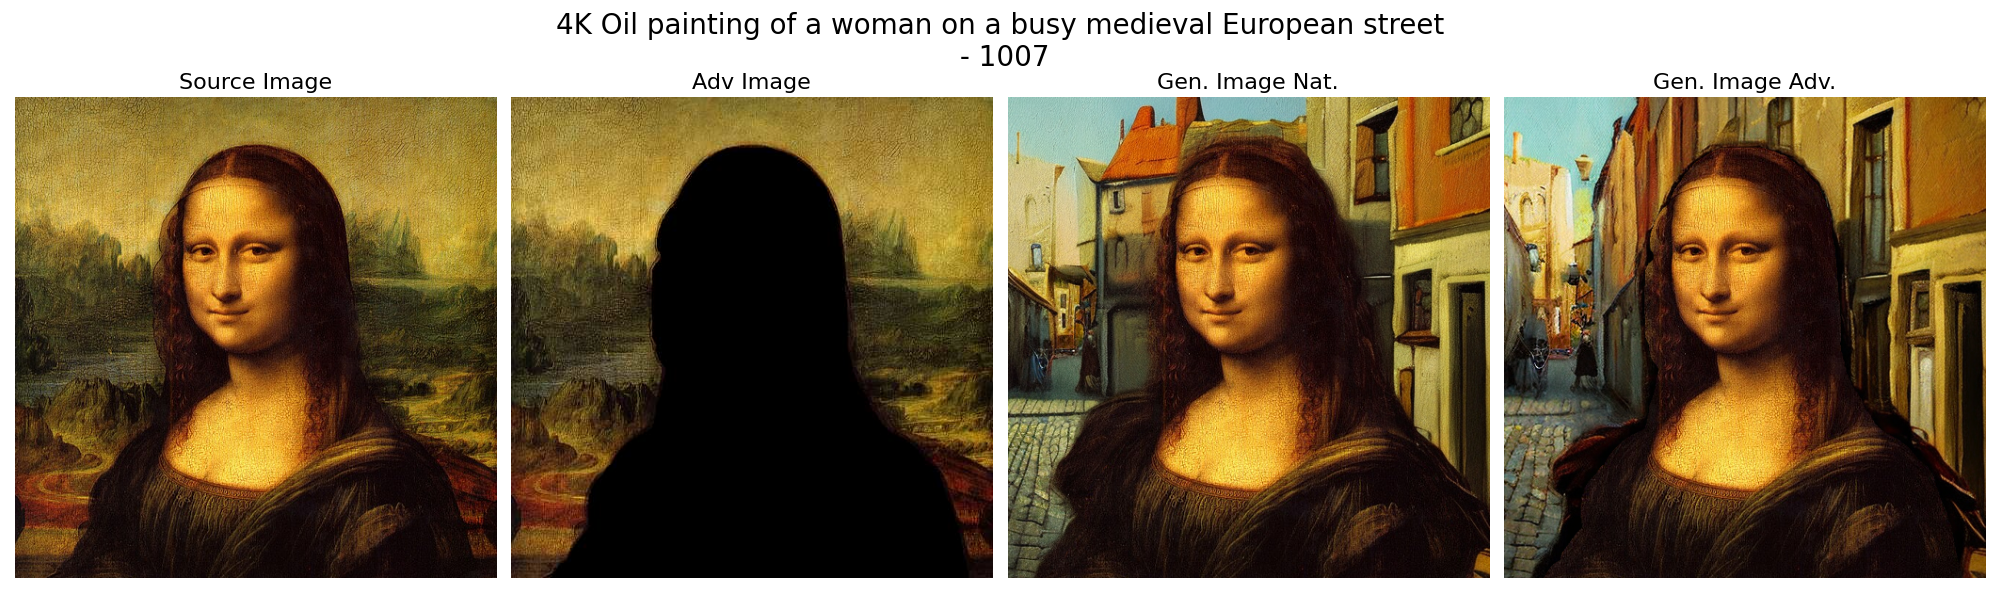 4K Oil painting of a woman on a busy medieval European street
- 1007
Source Image
Adv Image
Gen. Image Nat.
Gen. Image Adv.